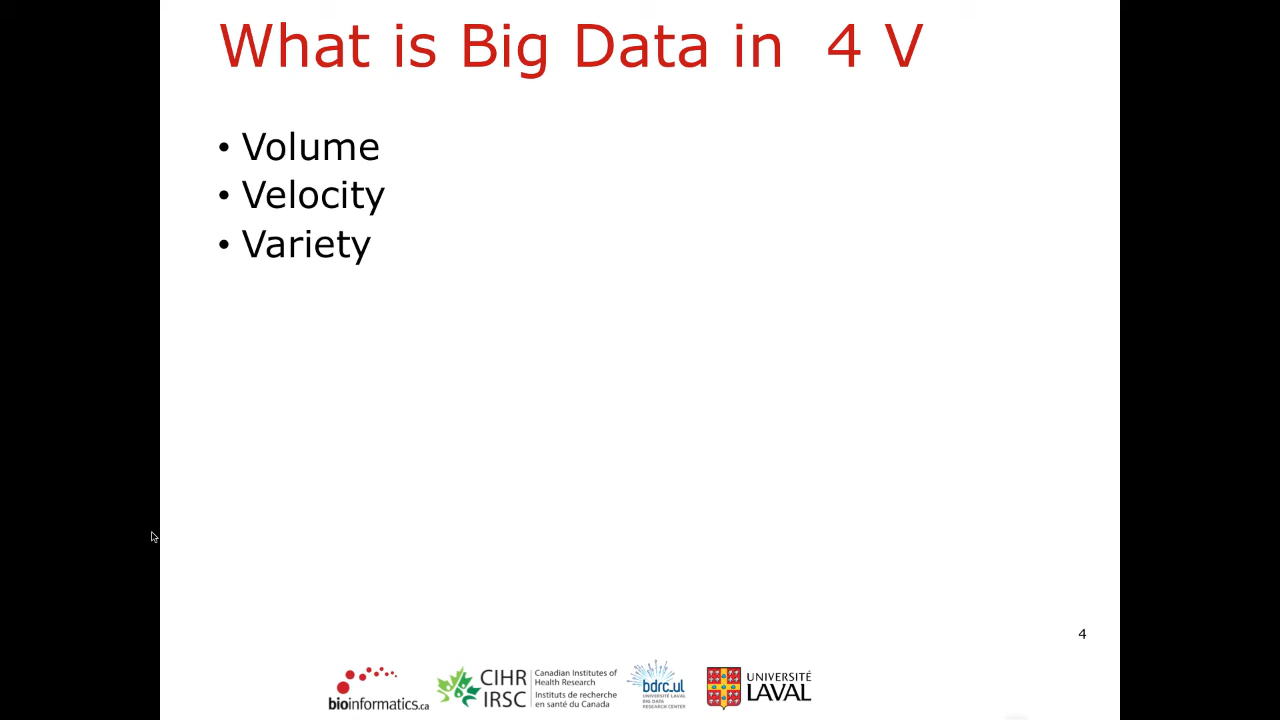 What is Big Data in  4 V
• Volume
• Velocity
• Variety
4
bioinformatics.ca
CIHR
IRSC
Canadian Institutes of
Health Research
Instituts de recherche
en santé du Canada
bdrc.ul
UNIVERSITÉ LAVAL
BIG DATA
RESEARCH CENTER
UNIVERSITÉ
LAVAL